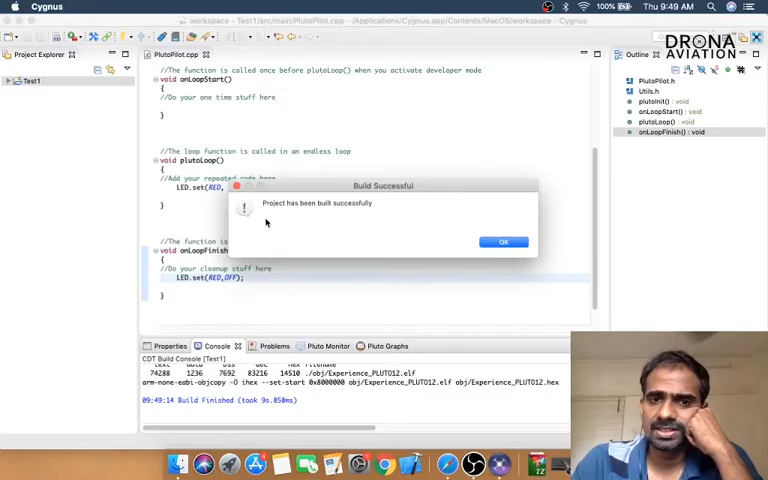 Cygnus
100%
Thu 9:49 AM
workspace - Test1/src/main/PlutoPilot.cpp - /Applications/Cygnus.app/Contents/MacOS/workspace - Cygnus
DRONA
AVIATION
Project Explorer
PlutoPilot.cpp
Outline
Test1
//The function is called once before plutoLoop() when you activate developer mode
void onLoopStart()
{
//Do your one time stuff here
}
//The loop function is called in an endless loop
void plutoLoop()
{
//Add your repeated code here
LED.set(RED,
}
//The function is
void onLoopFinish
{
//Do your cleanup stuff here
LED.set(RED,OFF);
}
PlutoPilot.h
Utils.h
plutoInit() : void
onLoopStart() : void
plutoLoop() : void
onLoopFinish() : void
Build Successful
Project has been built successfully
OK
Properties
Console
Problems
Pluto Monitor
Pluto Graphs
CDT Build Console [Test1]
74288 1236 7692 83216 14510 ./obj/Experience_PLUTO12.elf
arm-none-eabi-objcopy -O ihex --set-start 0x8000000 obj/Experience_PLUTO12.elf obj/Experience_PLUTO12.hex
09:49:14 Build Finished (took 9s.858ms)